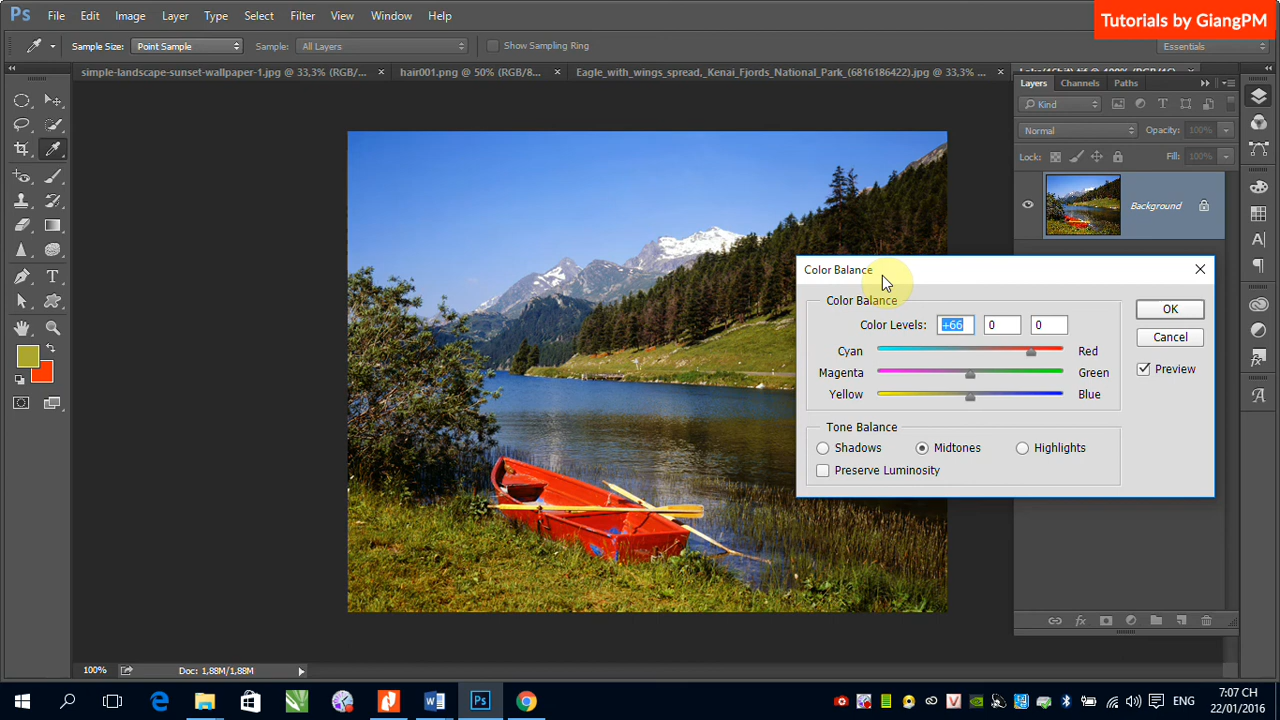 Ps File Edit Image Layer Type Select Filter View Window Help
Tutorials by GiangPM
Sample Size: Point Sample Sample: All Layers Show Sampling Ring Essentials
simple-landscape-sunset-wallpaper-1.jpg @ 33,3% (RGB/... × hair001.png @ 50% (RGB/8... × Eagle_with_wings_spread,_Kenai_Fjords_National_Park_(6816186422).jpg @ 33,3% ... ×
Layers Channels Paths
Kind
Normal Opacity: 100%
Lock: Fill: 100%
Background
Color Balance
Color Balance
Color Levels: +66 0 0
Cyan Red
Magenta Green
Yellow Blue
Tone Balance
Shadows Midtones Highlights
Preserve Luminosity
OK
Cancel
Preview
100% Doc: 1,88M/1,88M
ENG
7:07 CH
22/01/2016